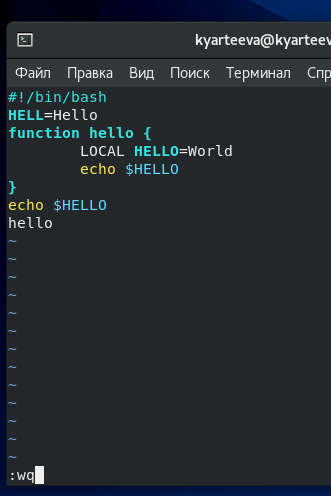 kyarteeva@kyarteev
Файл Правка Вид Поиск Терминал Спр
#!/bin/bash
HELL=Hello
function hello {
        LOCAL HELLO=World
        echo $HELLO
}
echo $HELLO
hello
~
~
~
~
~
~
~
~
~
~
~
~
~
:wq